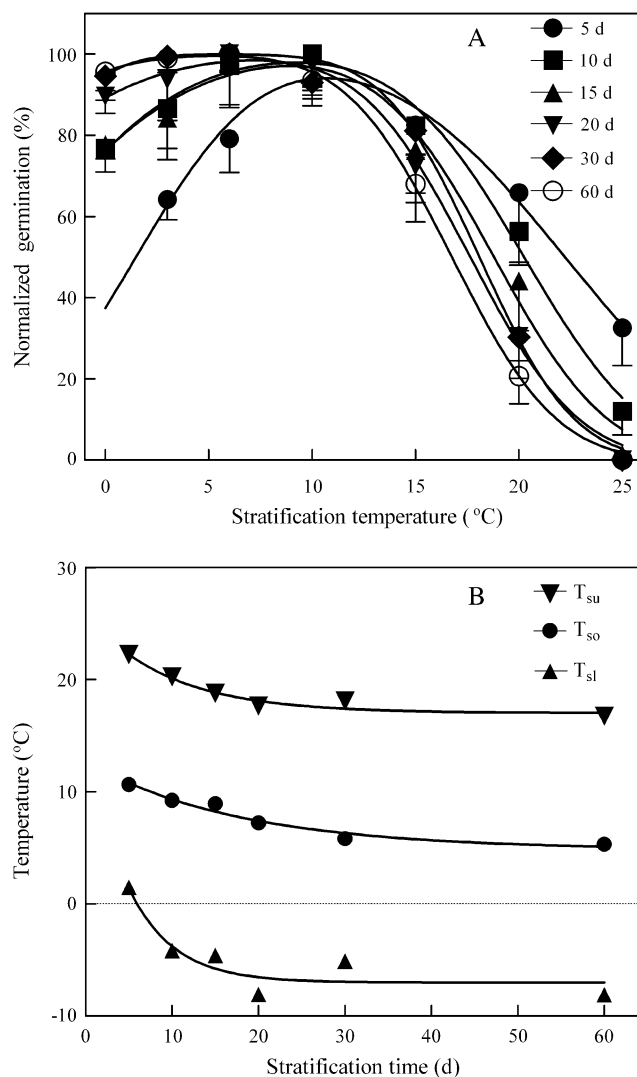 A
5 d
10 d
15 d
20 d
30 d
60 d
Normalized germination (%)
100
80
60
40
20
0
0 5 10 15 20 25
Stratification temperature (°C)
B
Tsu
Tso
Tsl
Temperature (°C)
30
20
10
0
-10
0 10 20 30 40 50 60
Stratification time (d)